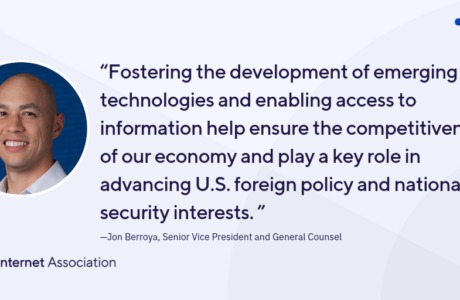 “Fostering the development of emerging
technologies and enabling access to
information help ensure the competitiven
of our economy and play a key role in
advancing U.S. foreign policy and nationa
security interests. ”
—Jon Berroya, Senior Vice President and General Counsel
nternet Association